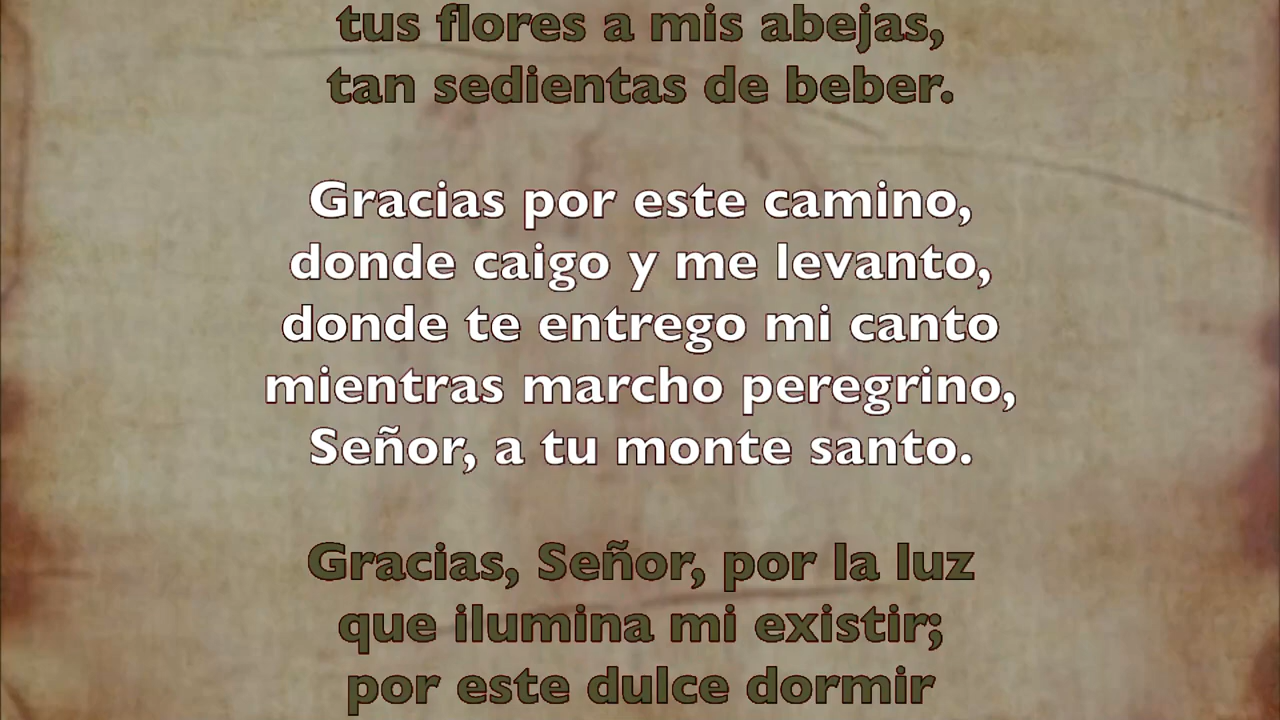 tus flores a mis abejas,
tan sedientas de beber.
Gracias por este camino,
donde caigo y me levanto,
donde te entrego mi canto
mientras marcho peregrino,
Señor, a tu monte santo.
Gracias, Señor, por la luz
que ilumina mi existir;
por este dulce dormir